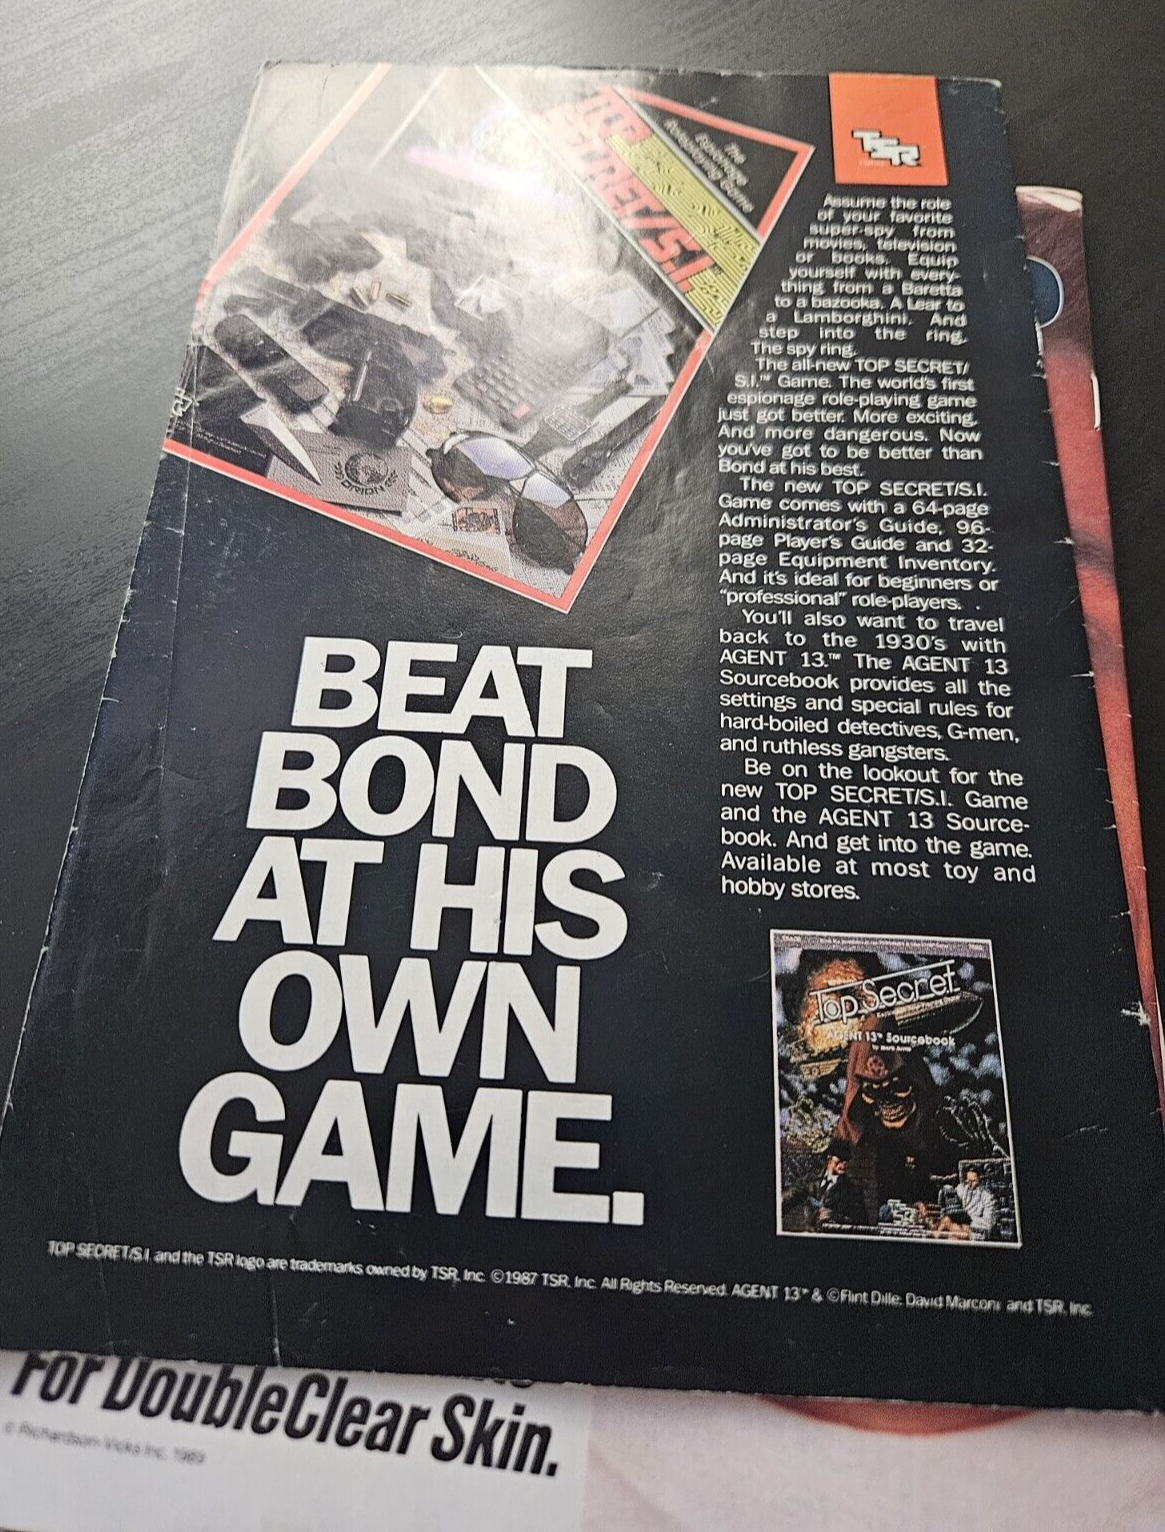 TSR
The
Espionage
Roleplaying Game
TOP
SECRET/S.I.™
ORION
Assume the role
of your favorite
super-spy from
movies, television
or books. Equip
yourself with every-
thing from a Baretta
to a bazooka. A Lear to
a Lamborghini. And
step into the ring.
The spy ring.
The all-new TOP SECRET/
S.I.™ Game. The world's first
espionage role-playing game
just got better. More exciting.
And more dangerous. Now
you've got to be better than
Bond at his best.
The new TOP SECRET/S.I.
Game comes with a 64-page
Administrator's Guide, 96-
page Player's Guide and 32-
page Equipment Inventory.
And it's ideal for beginners or
"professional" role-players.
You'll also want to travel
back to the 1930's with
AGENT 13.™ The AGENT 13
Sourcebook provides all the
settings and special rules for
hard-boiled detectives, G-men,
and ruthless gangsters.
Be on the lookout for the
new TOP SECRET/S.I. Game
and the AGENT 13 Source-
book. And get into the game.
Available at most toy and
hobby stores.
BEAT
BOND
AT HIS
OWN
GAME.
Top Secret
AGENT 13™ Sourcebook
TOP SECRET/S.I. and the TSR logo are trademarks owned by TSR, Inc. ©1987 TSR, Inc. All Rights Reserved. AGENT 13™ & ©Flint Dille, David Marconi and TSR, Inc.
For DoubleClear Skin.
© Richardson-Vicks Inc. 1989